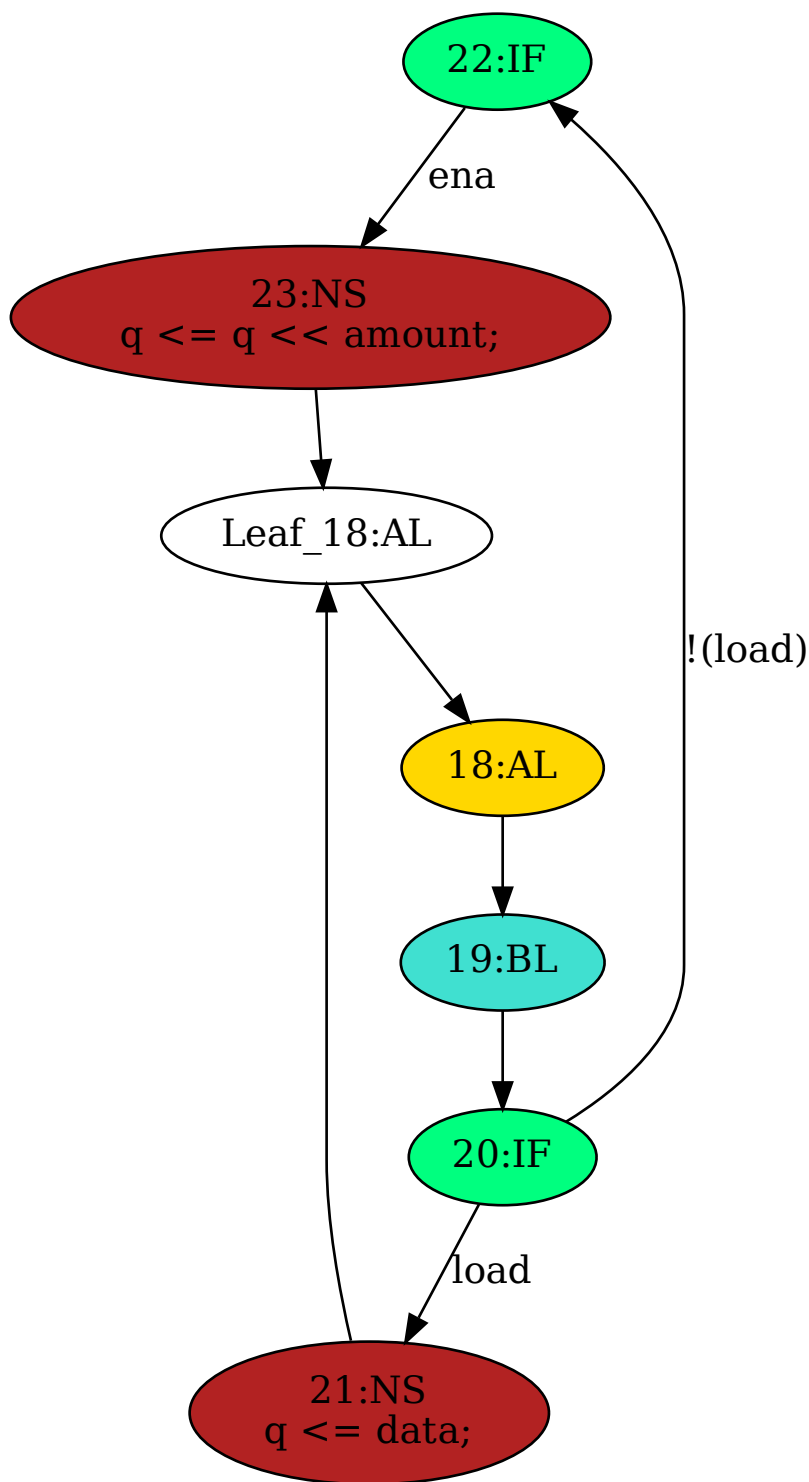 22:IF
ena
23:NS
q <= q << amount;
Leaf_18:AL
!(load)
18:AL
19:BL
20:IF
load
21:NS
q <= data;